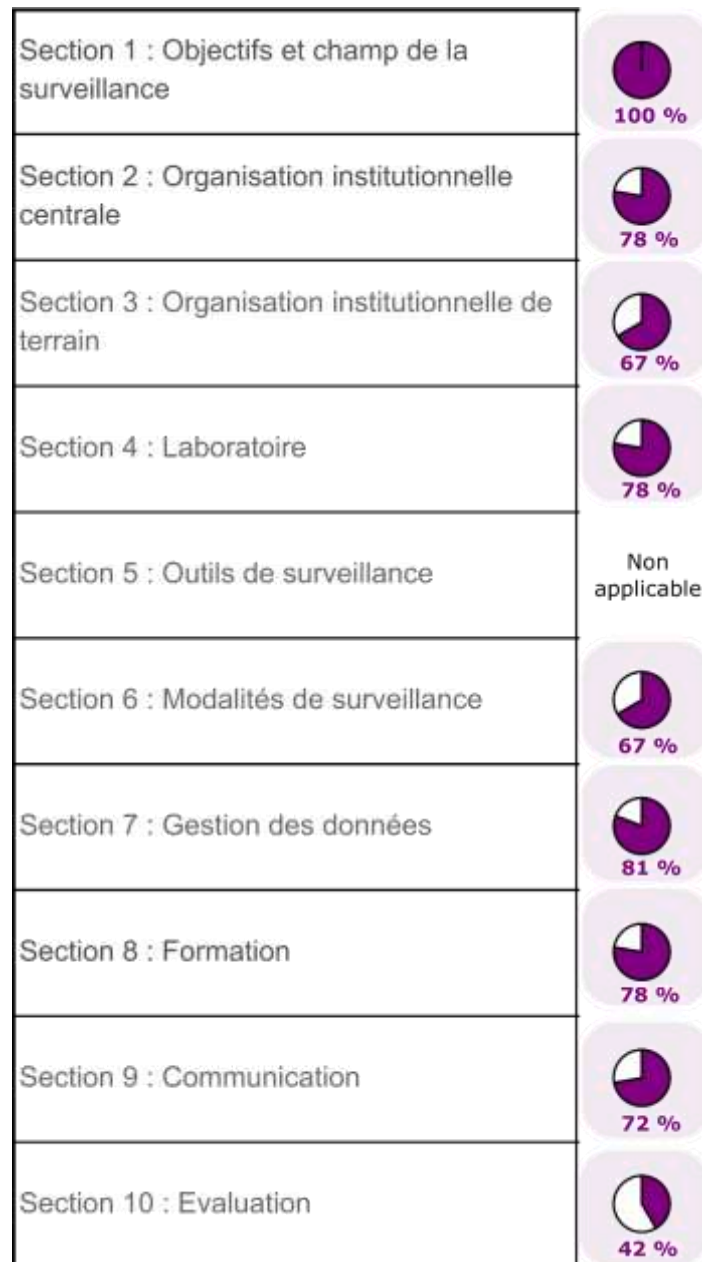 Section 1 : Objectifs et champ de la
surveillance
100 %
Section 2 : Organisation institutionnelle
centrale
78 %
Section 3 : Organisation institutionnelle de
terrain
67 %
Section 4 : Laboratoire
78 %
Section 5 : Outils de surveillance
Non
applicable
Section 6 : Modalités de surveillance
67 %
Section 7 : Gestion des données
81 %
Section 8 : Formation
78 %
Section 9 : Communication
72 %
Section 10 : Evaluation
42 %